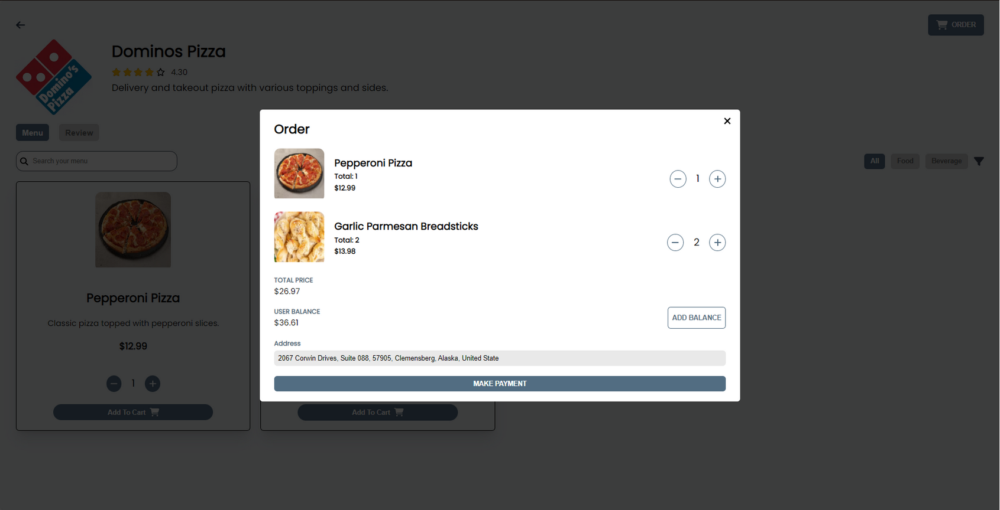 ORDER
Dominos Pizza
4.30
Delivery and takeout pizza with various toppings and sides.
Domino's
Pizza
Menu
Review
Search your menu
All
Food
Beverage
Pepperoni Pizza
Classic pizza topped with pepperoni slices.
$12.99
1
Add To Cart
Add To Cart
Order
Pepperoni Pizza
Total: 1
$12.99
1
Garlic Parmesan Breadsticks
Total: 2
$13.98
2
TOTAL PRICE
$26.97
USER BALANCE
$36.61
ADD BALANCE
Address
2067 Corwin Drives, Suite 088, 57905, Clemensberg, Alaska, United State
MAKE PAYMENT